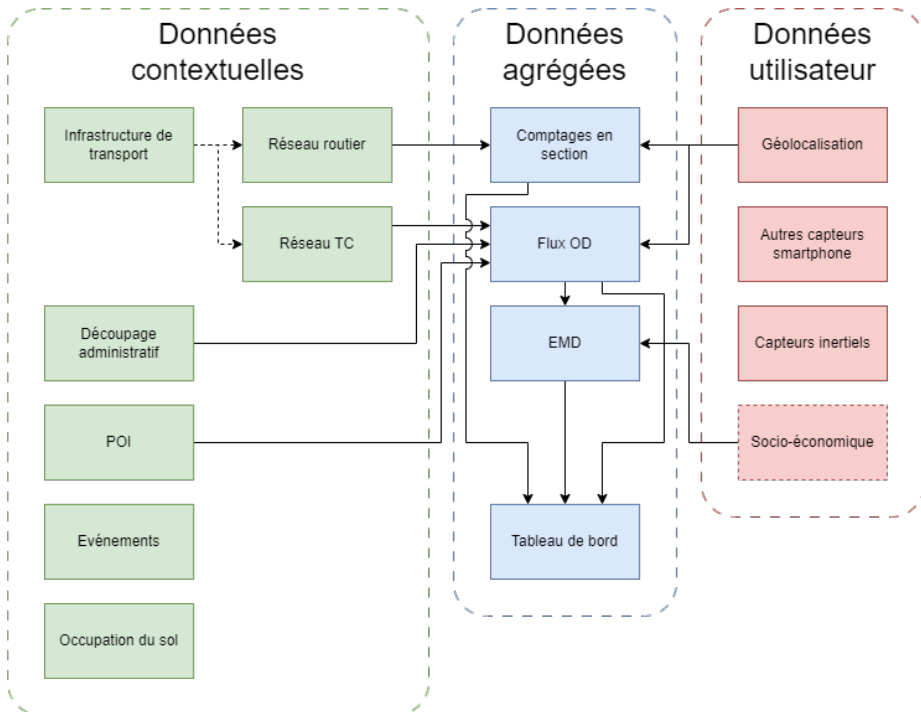 Données
contextuelles
Données
agrégées
Données
utilisateur
Infrastructure de
transport
Réseau routier
Comptages en
section
Géolocalisation
Réseau TC
Flux OD
Autres capteurs
smartphone
Découpage
administratif
EMD
Capteurs inertiels
POI
Socio-économique
Evénements
Tableau de bord
Occupation du sol